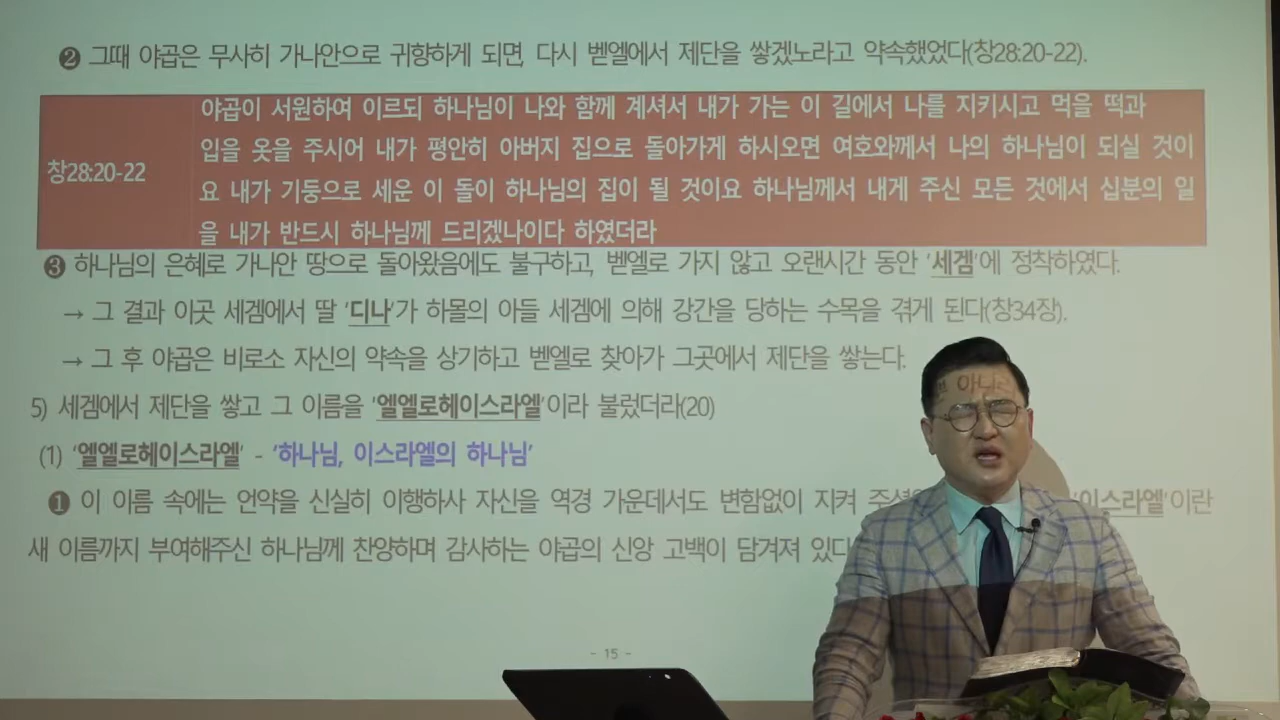 ❷ 그때 야곱은 무사히 가나안으로 귀향하게 되면, 다시 벧엘에서 제단을 쌓겠노라고 약속했었다(창28:20-22).
창28:20-22
야곱이 서원하여 이르되 하나님이 나와 함께 계셔서 내가 가는 이 길에서 나를 지키시고 먹을 떡과
입을 옷을 주시어 내가 평안히 아버지 집으로 돌아가게 하시오면 여호와께서 나의 하나님이 되실 것이
요 내가 기둥으로 세운 이 돌이 하나님의 집이 될 것이요 하나님께서 내게 주신 모든 것에서 십분의 일
을 내가 반드시 하나님께 드리겠나이다 하였더라
❸ 하나님의 은혜로 가나안 땅으로 돌아왔음에도 불구하고, 벧엘로 가지 않고 오랜시간 동안 '세겜'에 정착하였다.
→ 그 결과 이곳 세겜에서 딸 '디나'가 하몰의 아들 세겜에 의해 강간을 당하는 수목을 겪게 된다(창34장).
→ 그 후 야곱은 비로소 자신의 약속을 상기하고 벧엘로 찾아가 그곳에서 제단을 쌓는다.
5) 세겜에서 제단을 쌓고 그 이름을 '엘엘로헤이스라엘'이라 불렀더라(20)
(1) '엘엘로헤이스라엘' - '하나님, 이스라엘의 하나님'
❶ 이 이름 속에는 언약을 신실히 이행하사 자신을 역경 가운데서도 변함없이 지켜 '이스라엘'이란
새 이름까지 부여해주신 하나님께 찬양하며 감사하는 야곱의 신앙 고백이 담겨져 있다
- 15 -